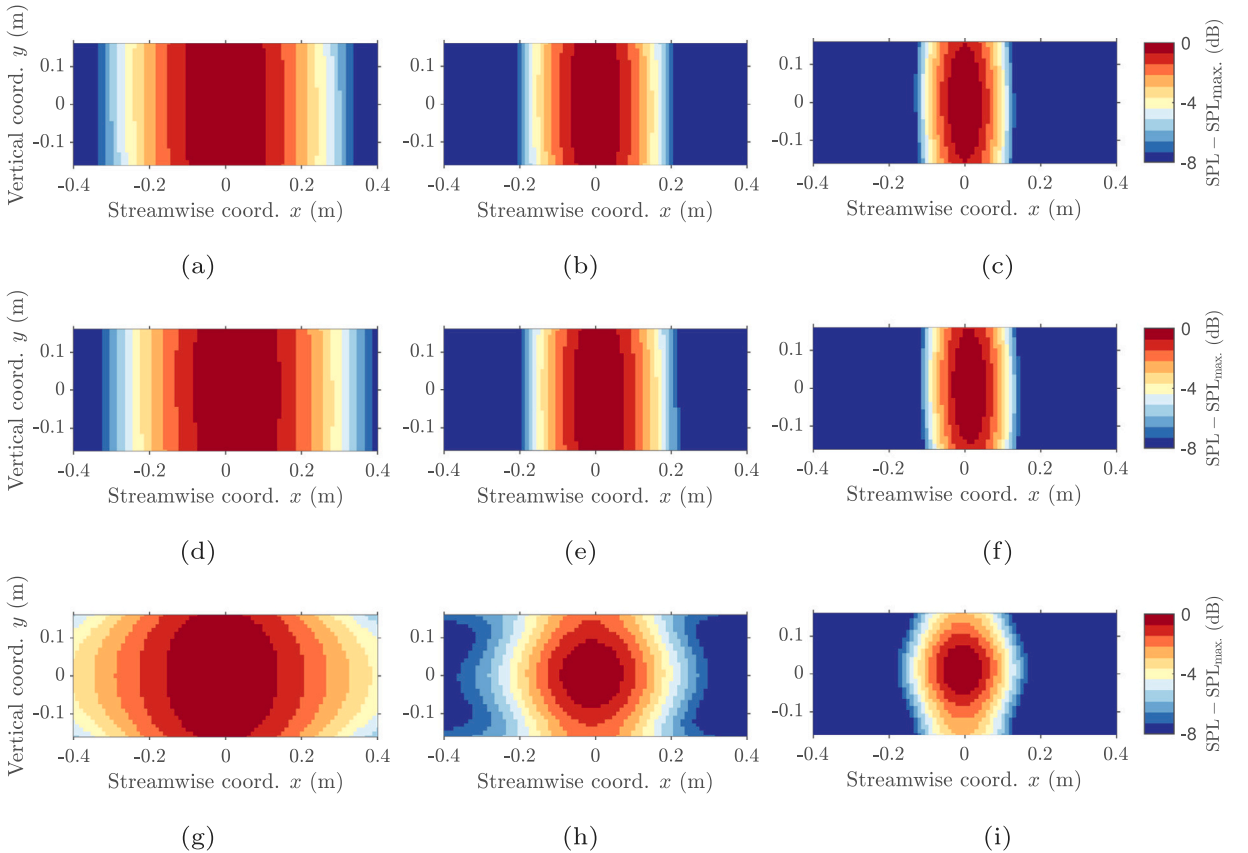 Vertical coord. y (m)
0.1
0
-0.1
-0.4 -0.2 0 0.2 0.4
Streamwise coord. x (m)
(a)
0.1
0
-0.1
-0.4 -0.2 0 0.2 0.4
Streamwise coord. x (m)
(b)
0.1
0
-0.1
-0.4 -0.2 0 0.2 0.4
Streamwise coord. x (m)
(c)
0
-4
-8
SPL − SPLmax. (dB)
Vertical coord. y (m)
0.1
0
-0.1
-0.4 -0.2 0 0.2 0.4
Streamwise coord. x (m)
(d)
0.1
0
-0.1
-0.4 -0.2 0 0.2 0.4
Streamwise coord. x (m)
(e)
0.1
0
-0.1
-0.4 -0.2 0 0.2 0.4
Streamwise coord. x (m)
(f)
0
-4
-8
SPL − SPLmax. (dB)
Vertical coord. y (m)
0.1
0
-0.1
-0.4 -0.2 0 0.2 0.4
Streamwise coord. x (m)
(g)
0.1
0
-0.1
-0.4 -0.2 0 0.2 0.4
Streamwise coord. x (m)
(h)
0.1
0
-0.1
-0.4 -0.2 0 0.2 0.4
Streamwise coord. x (m)
(i)
0
-4
-8
SPL − SPLmax. (dB)